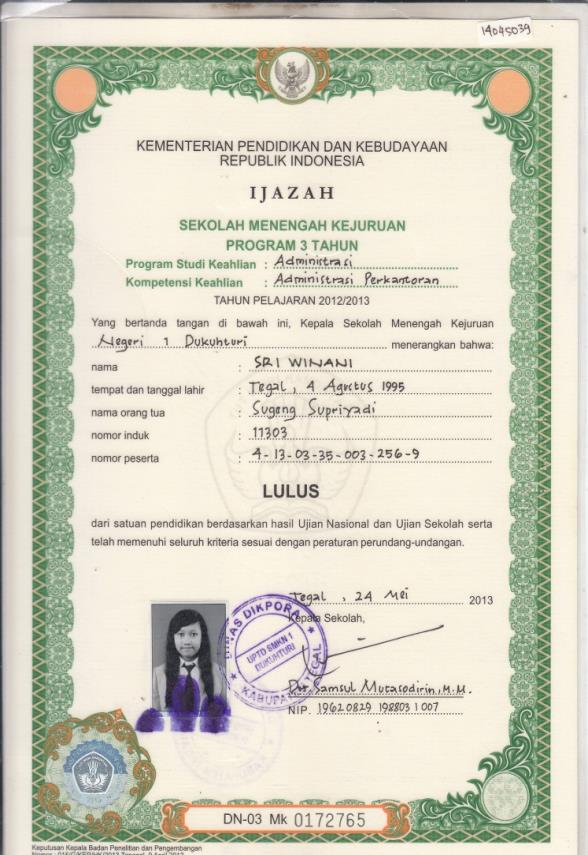 14045039
KEMENTERIAN PENDIDIKAN DAN KEBUDAYAAN
REPUBLIK INDONESIA
IJAZAH
SEKOLAH MENENGAH KEJURUAN
PROGRAM 3 TAHUN
Program Studi Keahlian : Administrasi
Kompetensi Keahlian : Administrasi Perkantoran
TAHUN PELAJARAN 2012/2013
Yang bertanda tangan di bawah ini, Kepala Sekolah Menengah Kejuruan
Negeri 1 Dukuhturi menerangkan bahwa:
nama : SRI WINANI
tempat dan tanggal lahir : Tegal, 4 Agustus 1995
nama orang tua : Sugeng Supriyadi
nomor induk : 11303
nomor peserta : 4-13-03-35-003-256-9
LULUS
dari satuan pendidikan berdasarkan hasil Ujian Nasional dan Ujian Sekolah serta
telah memenuhi seluruh kriteria sesuai dengan peraturan perundang-undangan.
Tegal, 24 Mei 2013
Kepala Sekolah,
DINAS DIKPORA
UPTD SMKN 1
DUKUHTURI
KABUPATEN TEGAL
Drs. Samsul Mutasodirin, M.M.
NIP. 19620829 198803 1 007
DN-03 Mk 0172765
Keputusan Kepala Badan Penelitian dan Pengembangan